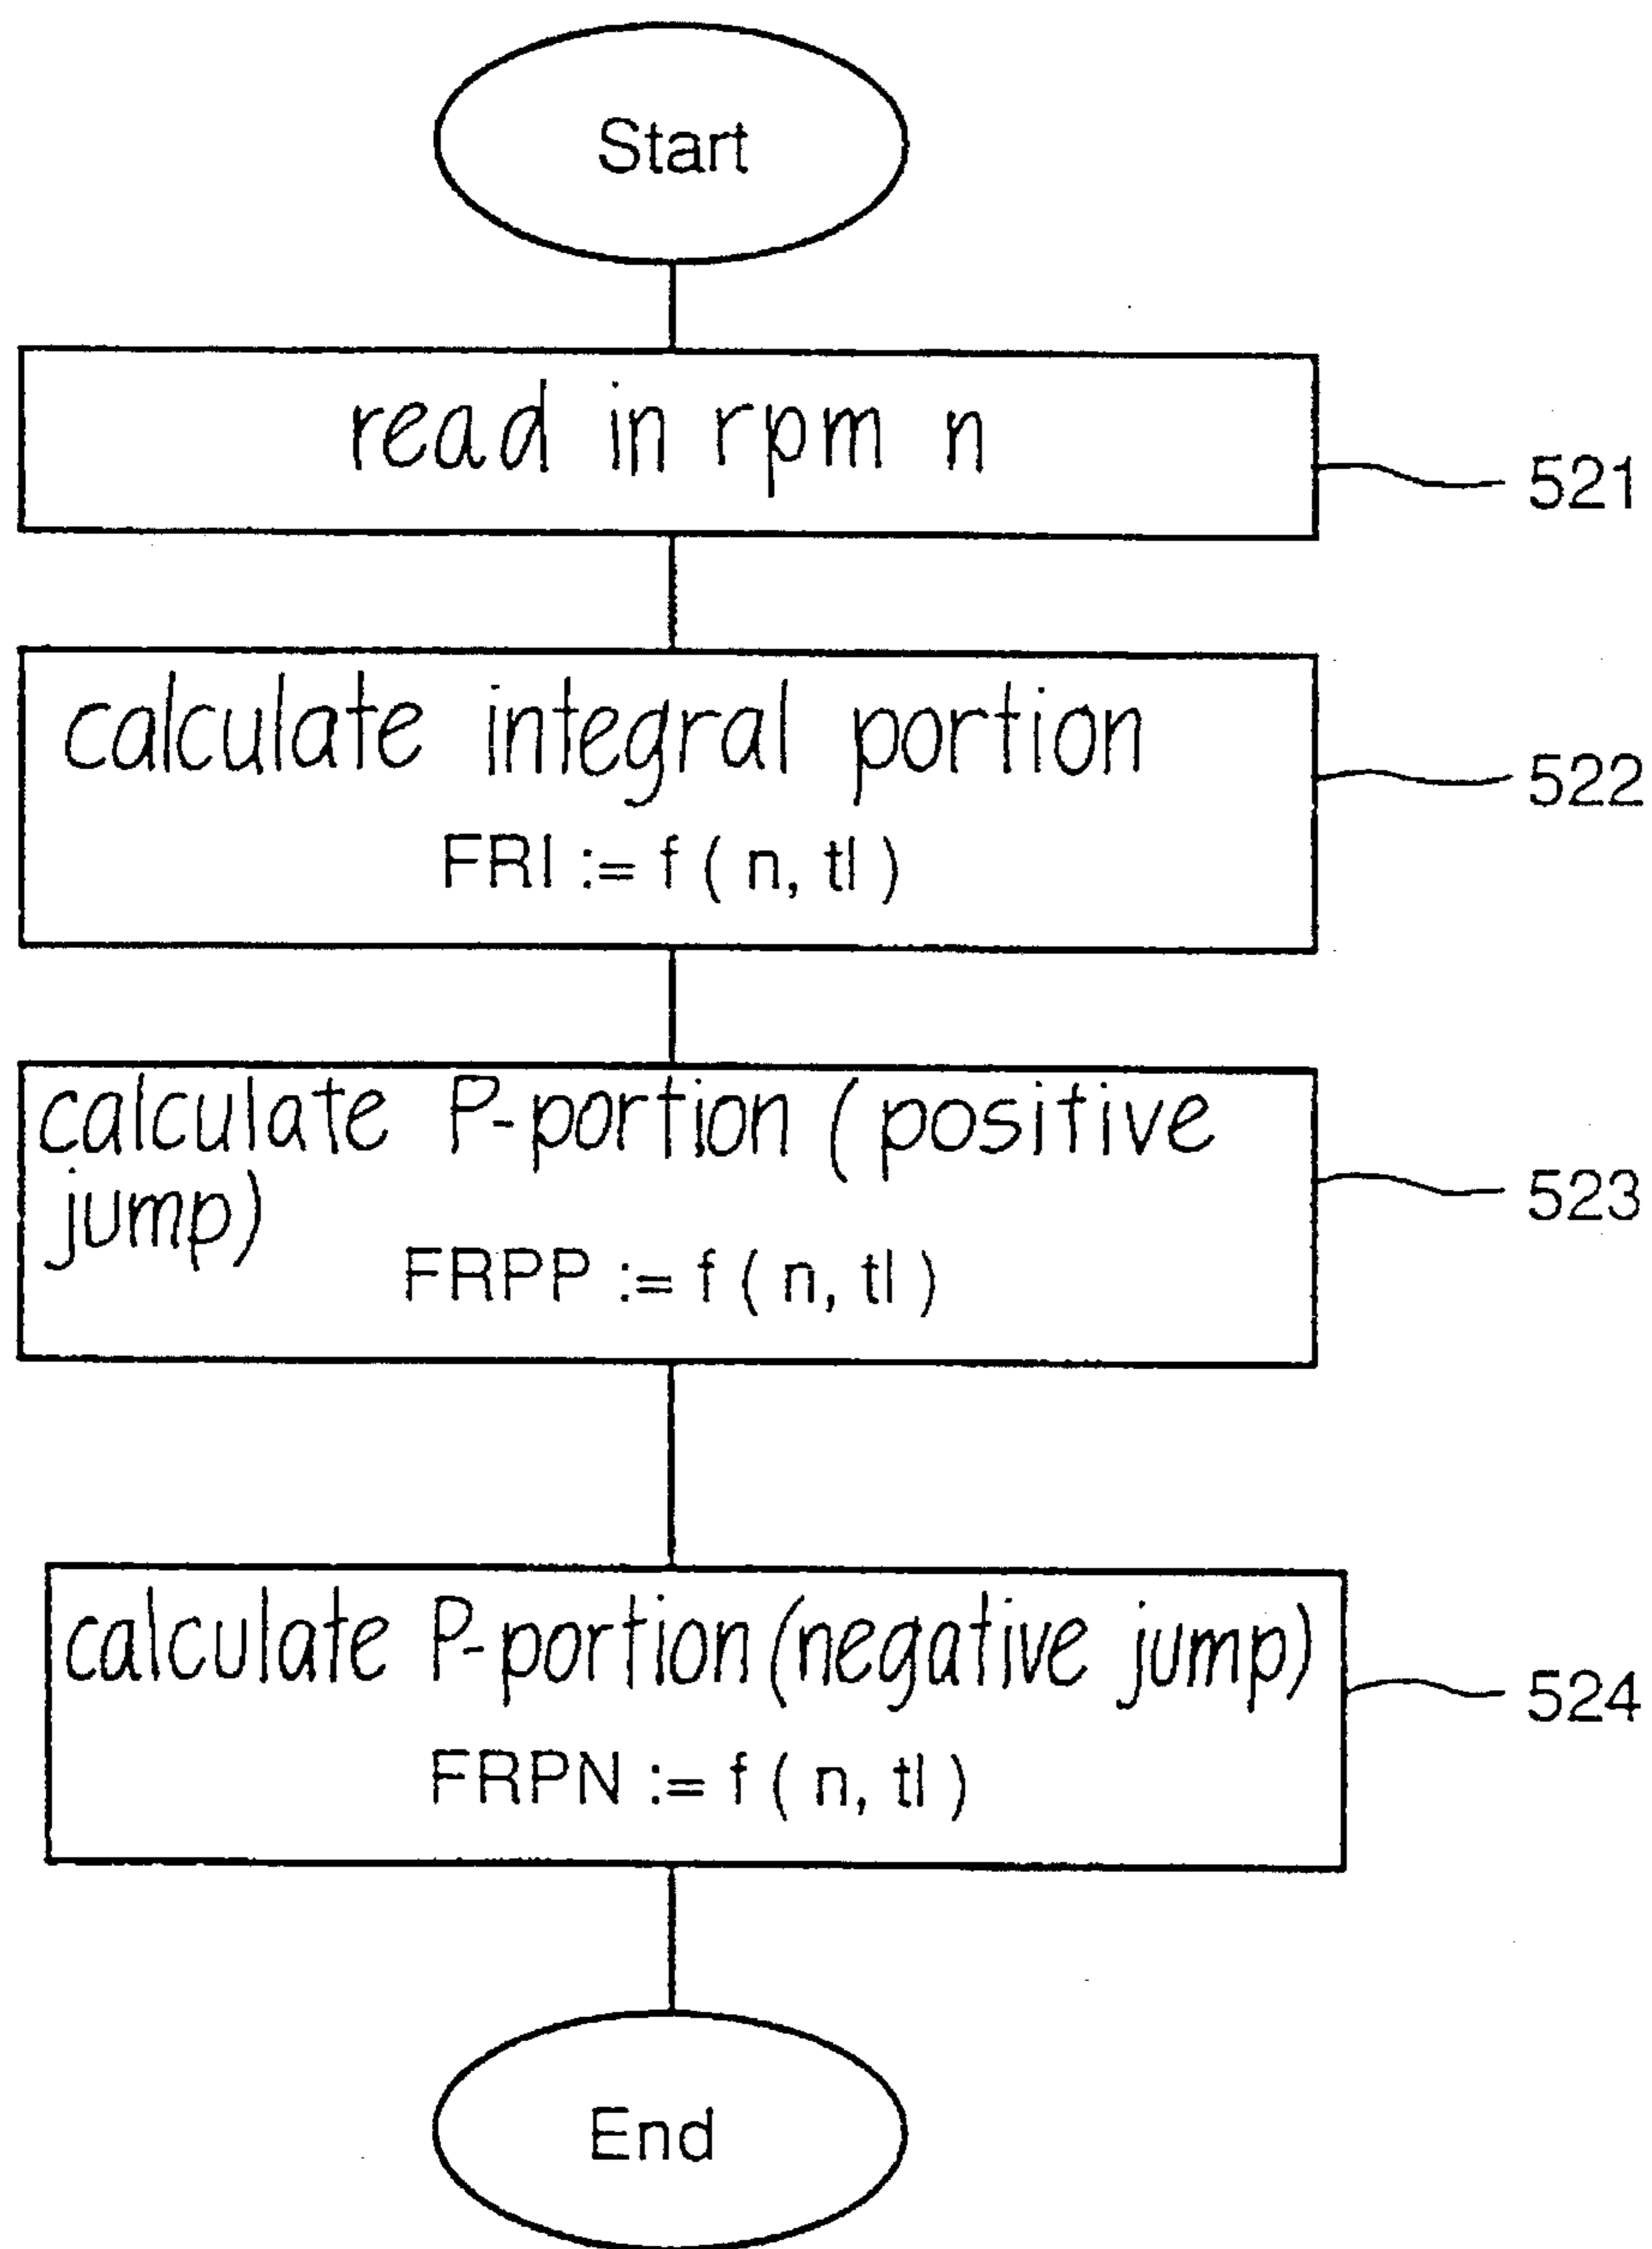 Start
read in rpm n
521
calculate integral portion
FRI := f ( n, tl )
522
calculate P-portion (positive
jump)
FRPP := f ( n, tl )
523
calculate P-portion (negative jump)
FRPN := f ( n, tl )
524
End